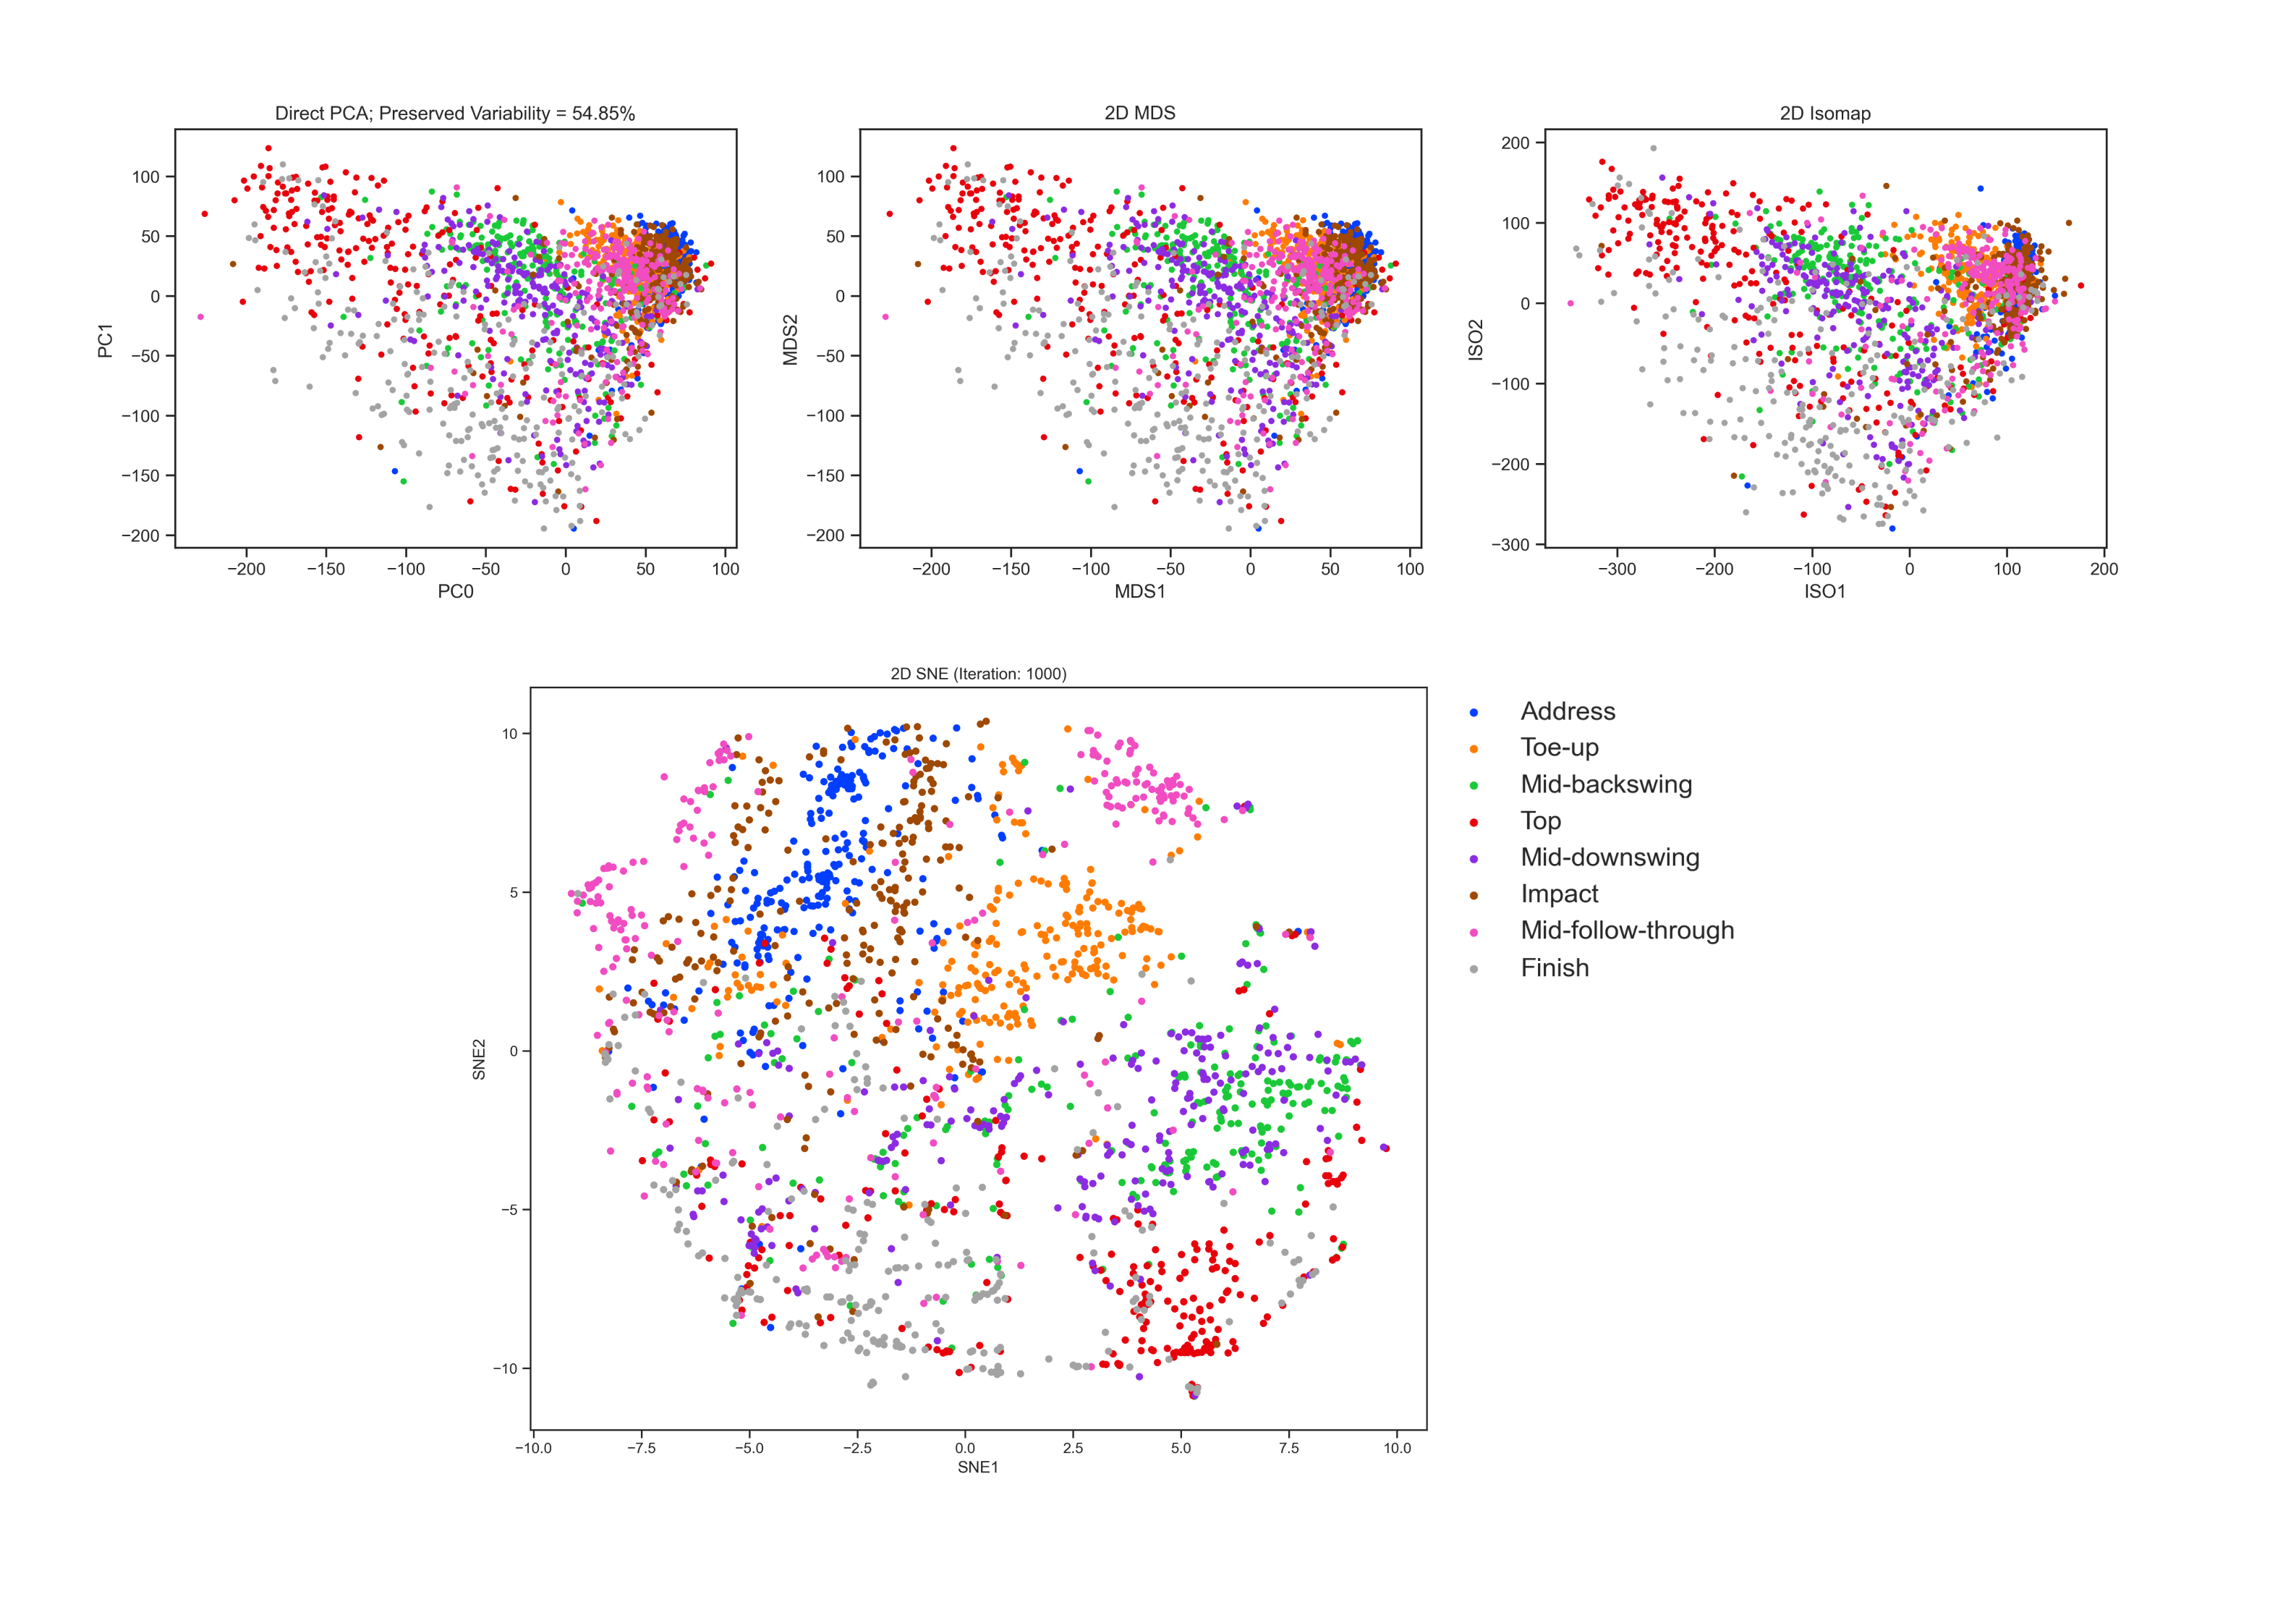 Direct PCA; Preserved Variability = 54.85%
100
50
0
−50
−100
−150
−200
PC1
−200 −150 −100 −50 0 50 100
PC0
2D MDS
100
50
0
−50
−100
−150
−200
MDS2
−200 −150 −100 −50 0 50 100
MDS1
2D Isomap
200
100
0
−100
−200
−300
ISO2
−300 −200 −100 0 100 200
ISO1
2D SNE (Iteration: 1000)
10
5
0
−5
−10
SNE2
−10.0 −7.5 −5.0 −2.5 0.0 2.5 5.0 7.5 10.0
SNE1
Address
Toe-up
Mid-backswing
Top
Mid-downswing
Impact
Mid-follow-through
Finish